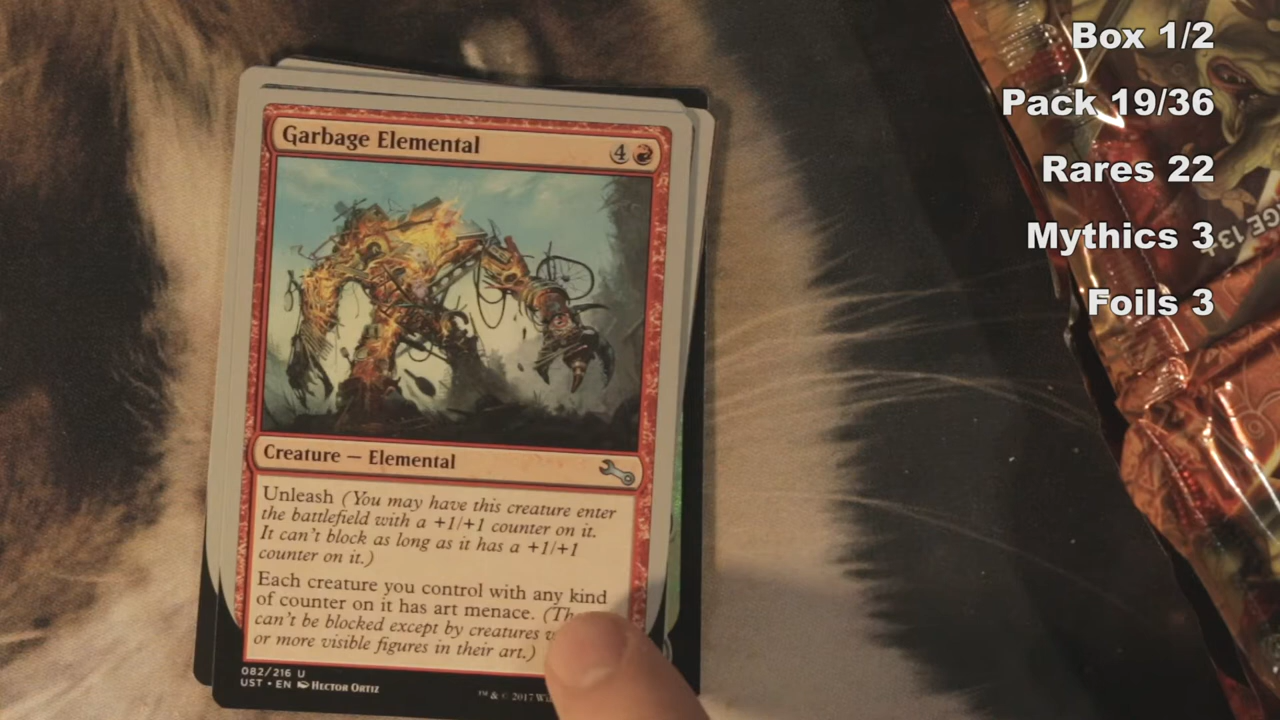 Garbage Elemental
4
Creature — Elemental
Unleash (You may have this creature enter
the battlefield with a +1/+1 counter on it.
It can't block as long as it has a +1/+1
counter on it.)
Each creature you control with any kind
of counter on it has art menace.
can't be blocked except by creatures
or more visible figures in their art.)
082/216 U
UST • EN Hector Ortiz
™ & © 2017
Box 1/2
Pack 19/36
Rares 22
Mythics 3
Foils 3